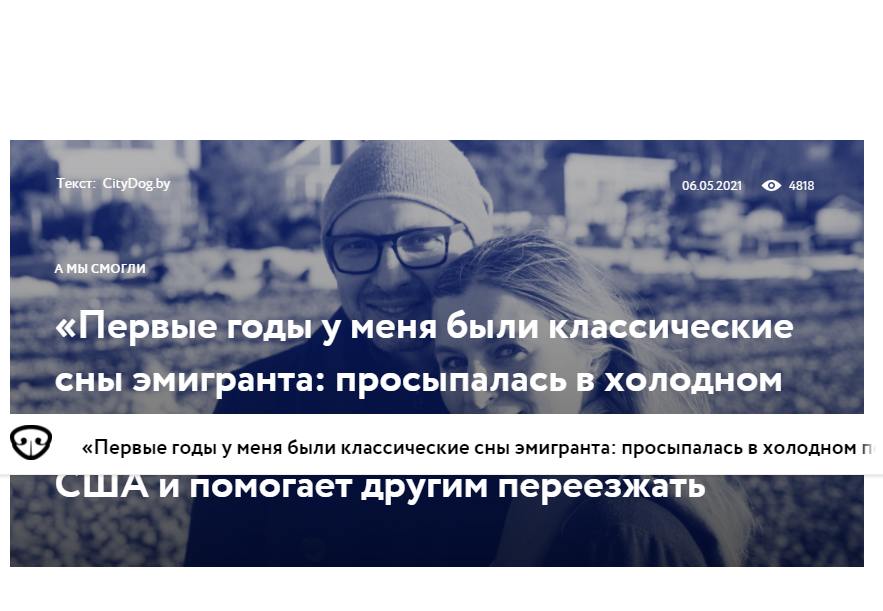 Текст: CityDog.by
06.05.2021
4818
А МЫ СМОГЛИ
«Первые годы у меня были классические
сны эмигранта: просыпалась в холодном
«Первые годы у меня были классические сны эмигранта: просыпалась в холодном
США и помогает другим переезжать